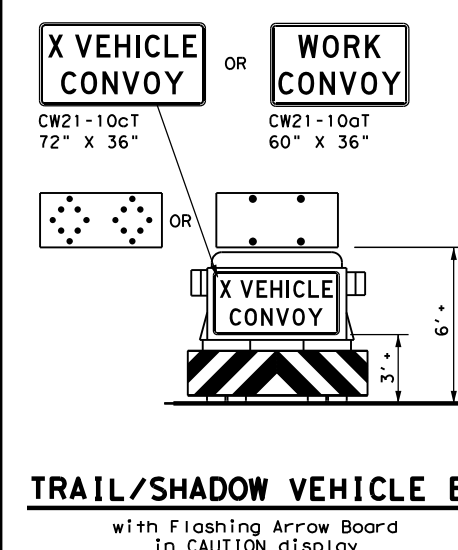 X VEHICLE
CONVOY
OR
WORK
CONVOY
CW21-10cT
72" X 36"
CW21-10aT
60" X 36"
OR
X VEHICLE
CONVOY
6'+
3'+
TRAIL/SHADOW VEHICLE B
with Flashing Arrow Board
in CAUTION display